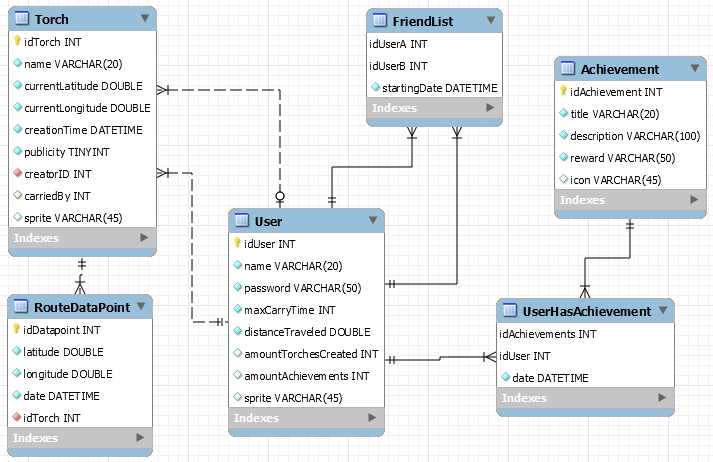 Torch
idTorch INT
name VARCHAR(20)
currentLatitude DOUBLE
currentLongitude DOUBLE
creationTime DATETIME
publicity TINYINT
creatorID INT
carriedBy INT
sprite VARCHAR(45)
Indexes
FriendList
idUserA INT
idUserB INT
startingDate DATETIME
Indexes
Achievement
idAchievement INT
title VARCHAR(20)
description VARCHAR(100)
reward VARCHAR(50)
icon VARCHAR(45)
Indexes
User
idUser INT
name VARCHAR(20)
password VARCHAR(50)
maxCarryTime INT
distanceTraveled DOUBLE
amountTorchesCreated INT
amountAchievements INT
sprite VARCHAR(45)
Indexes
RouteDataPoint
idDatapoint INT
latitude DOUBLE
longitude DOUBLE
date DATETIME
idTorch INT
Indexes
UserHasAchievement
idAchievements INT
idUser INT
date DATETIME
Indexes